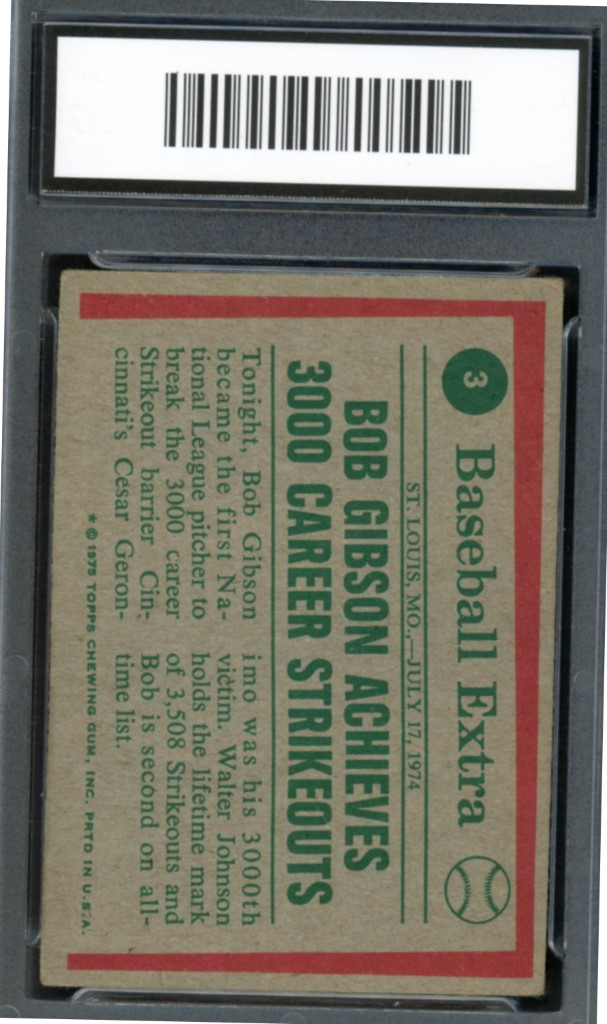 3
Baseball Extra
ST. LOUIS, MO.,—JULY 17, 1974
BOB GIBSON ACHIEVES
3000 CAREER STRIKEOUTS
Tonight, Bob Gibson
became the first Na-
tional League pitcher to
break the 3000 career
Strikeout barrier Cin-
cinnati's Cesar Geron-
imo was his 3000th
victim. Walter Johnson
holds the lifetime mark
of 3,508 Strikeouts and
Bob is second on all-
time list.
* © 1975 TOPPS CHEWING GUM, INC. PRTD IN U.S.A.